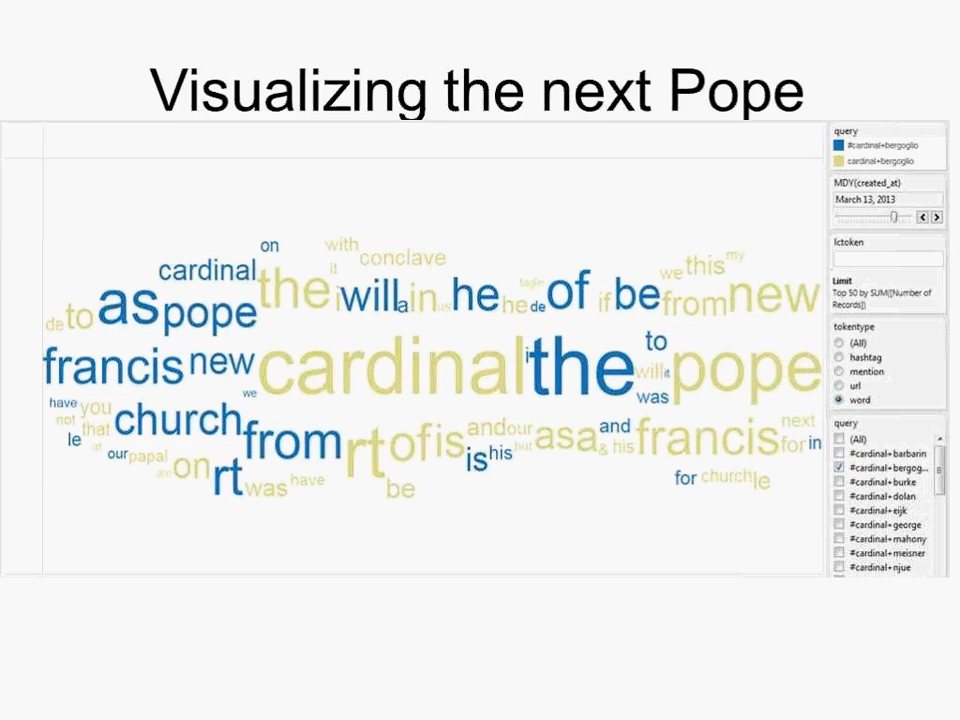 Visualizing the next Pope
query
#cardinal+bergoglio
cardinal+bergoglio
MDY(created_at)
March 13, 2013
lctoken
Limit
Top 50 by SUM([Number of
Records])
tokentype
(All)
hashtag
mention
url
word
query
(All)
#cardinal+barbarin
#cardinal+bergog...
#cardinal+burke
#cardinal+dolan
#cardinal+eijk
#cardinal+george
#cardinal+mahony
#cardinal+meisner
#cardinal+njue
on with conclave
cardinal the it we this my
de to as pope will a in he he de of if be from new
francis new cardinal the to will pope
we was
have you church
not that from rt of is and our as a and & his francis next for in
le our papal on rt is his but
are was have be for church le